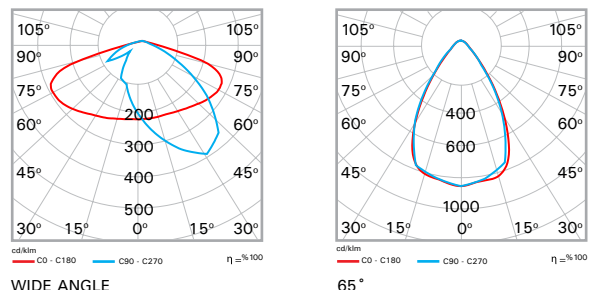 105° 105° 105° 105°
90° 90° 90° 90°
75° 75° 75° 75°
200 400
60° 60° 60° 60°
300 600
45° 45° 45° 45°
400
500 1000
30° 15° 0° 15° 30° 30° 15° 0° 15° 30°
cd/klm cd/klm
C0 - C180 C90 - C270 η =%100 C0 - C180 C90 - C270 η =%100
WIDE ANGLE 65°